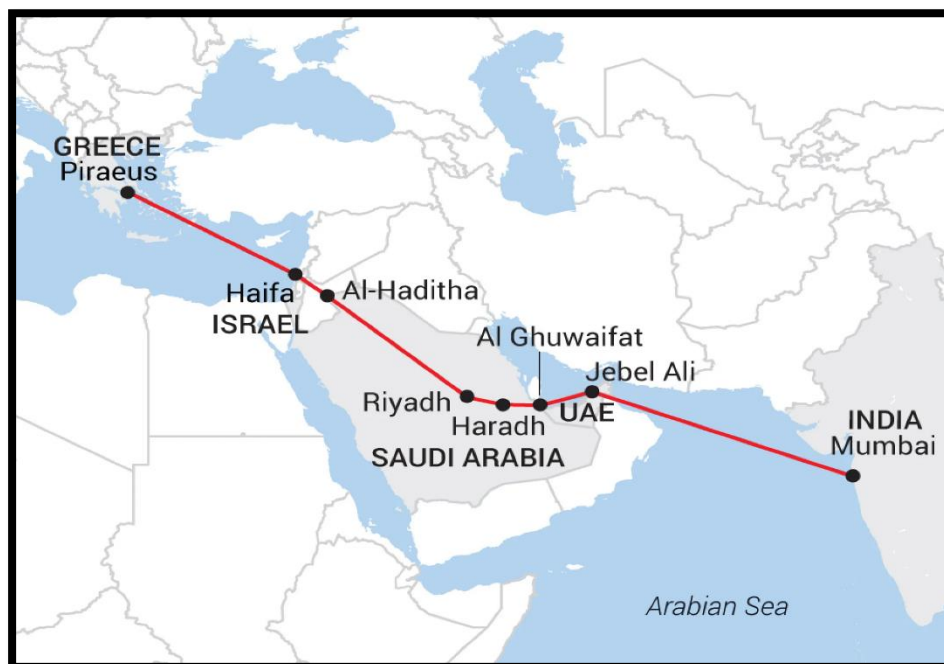 GREECE
Piraeus
Haifa
ISRAEL
Al-Haditha
Al Ghuwaifat
Jebel Ali
Riyadh
Haradh
UAE
SAUDI ARABIA
INDIA
Mumbai
Arabian Sea